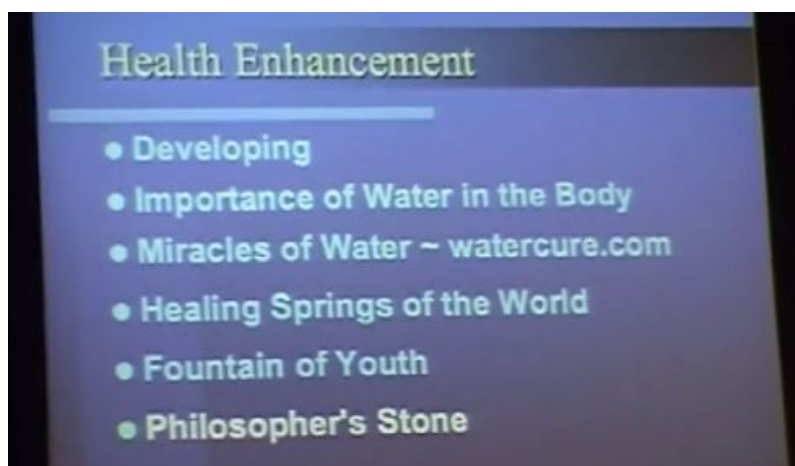 Health Enhancement
• Developing
• Importance of Water in the Body
• Miracles of Water ~ watercure.com
• Healing Springs of the World
• Fountain of Youth
• Philosopher's Stone